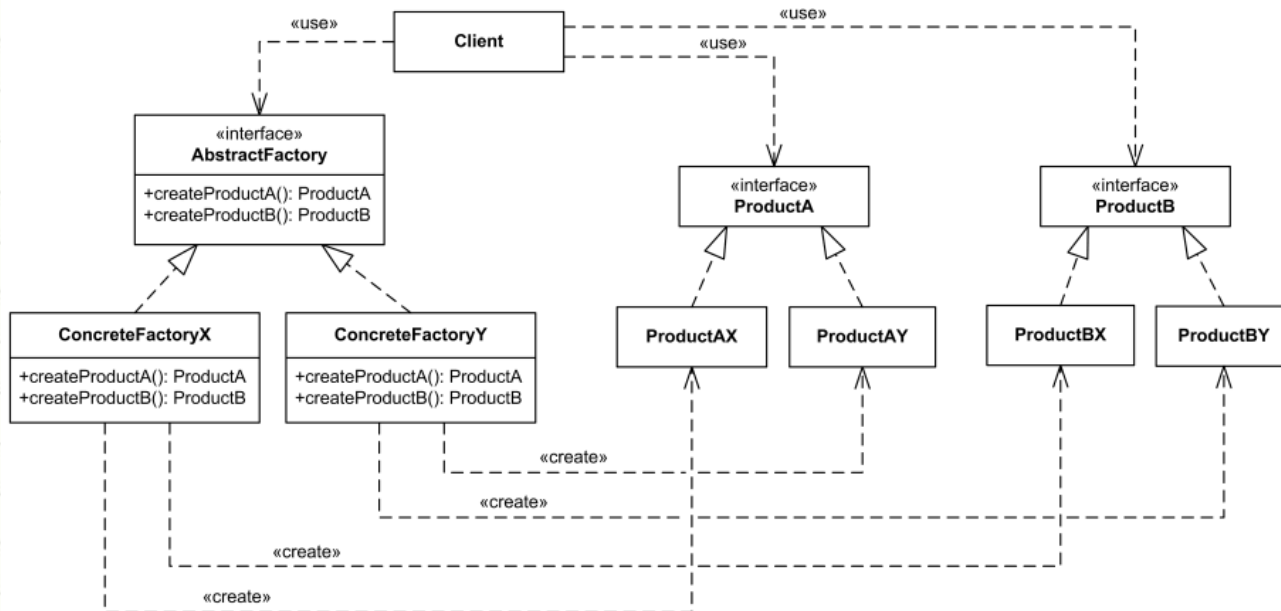 «use»
Client
«use»
«use»
«interface»
AbstractFactory
+createProductA(): ProductA
+createProductB(): ProductB
«interface»
ProductA
«interface»
ProductB
ConcreteFactoryX
+createProductA(): ProductA
+createProductB(): ProductB
ConcreteFactoryY
+createProductA(): ProductA
+createProductB(): ProductB
ProductAX
ProductAY
ProductBX
ProductBY
«create»
«create»
«create»
«create»